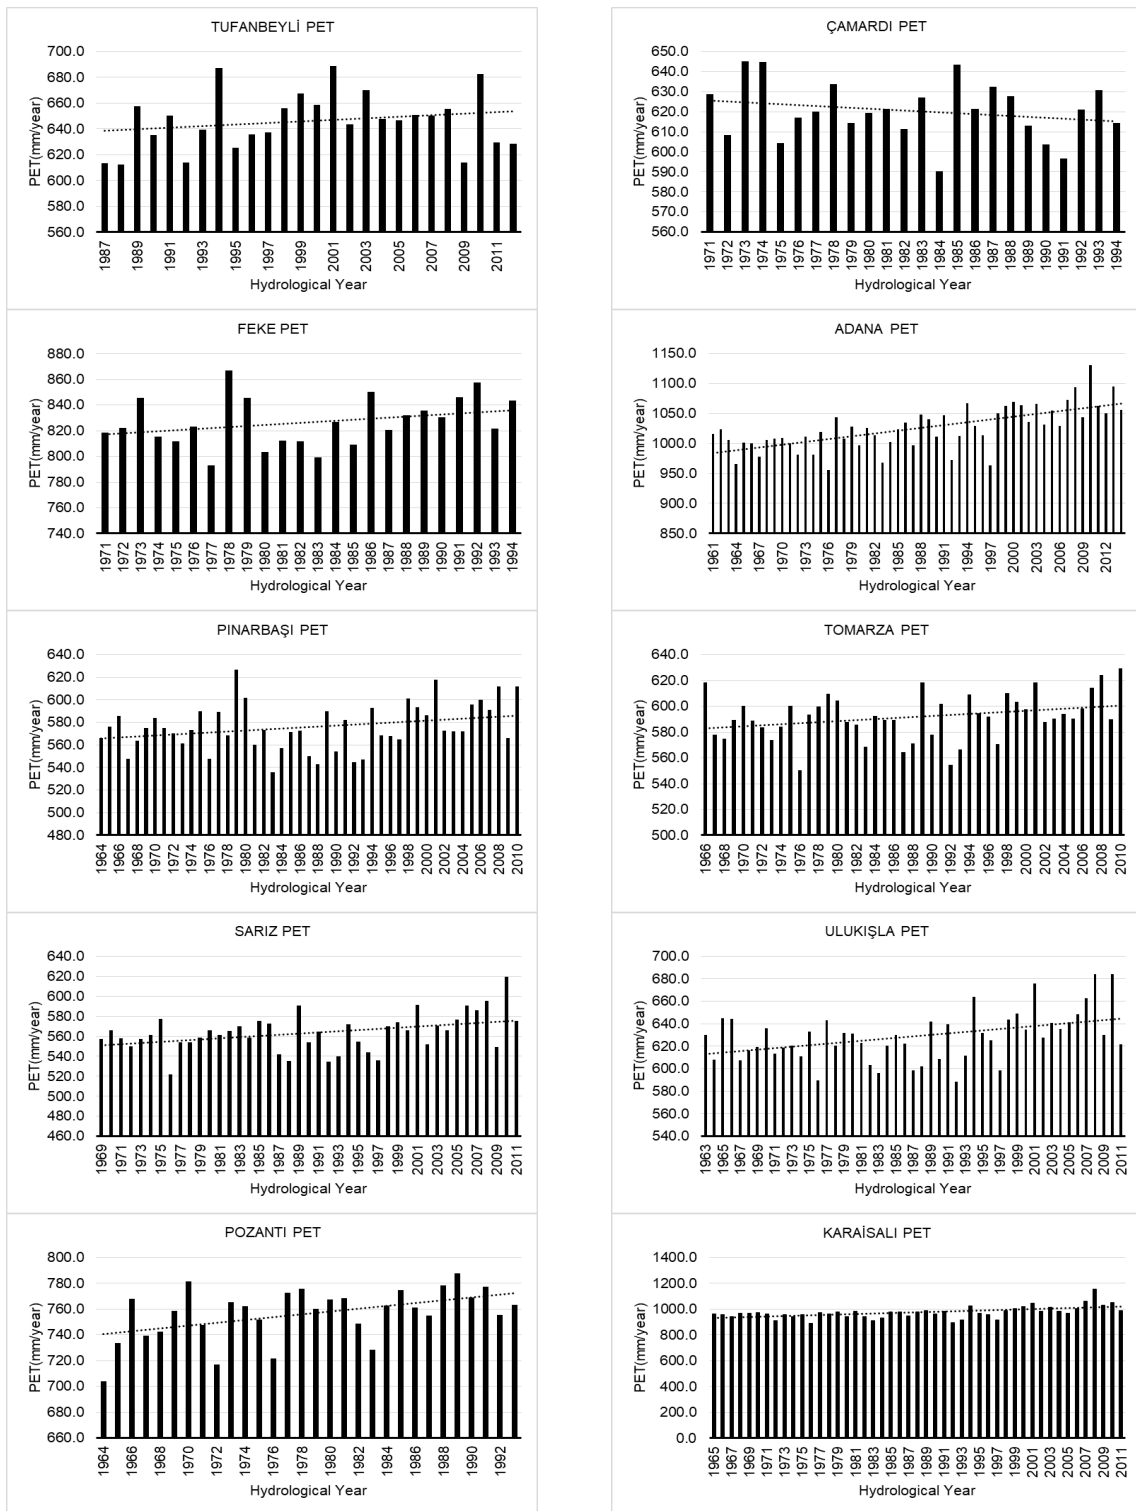 TUFANBEYLİ PET
PET(mm/year)
700.0
680.0
660.0
640.0
620.0
600.0
580.0
560.0
1987 1989 1991 1993 1995 1997 1999 2001 2003 2005 2007 2009 2011
Hydrological Year
ÇAMARDI PET
PET(mm/year)
650.0
640.0
630.0
620.0
610.0
600.0
590.0
580.0
570.0
560.0
1971 1972 1973 1974 1975 1976 1977 1978 1979 1980 1981 1982 1983 1984 1985 1986 1987 1988 1989 1990 1991 1992 1993 1994
Hydrological Year
FEKE PET
PET(mm/year)
880.0
860.0
840.0
820.0
800.0
780.0
760.0
740.0
1971 1972 1973 1974 1975 1976 1977 1978 1979 1980 1981 1982 1983 1984 1985 1986 1987 1988 1989 1990 1991 1992 1993 1994
Hydrological Year
ADANA PET
PET(mm/year)
1150.0
1100.0
1050.0
1000.0
950.0
900.0
850.0
1961 1964 1967 1970 1973 1976 1979 1982 1985 1988 1991 1994 1997 2000 2003 2006 2009 2012
Hydrological Year
PINARBAŞI PET
PET(mm/year)
640.0
620.0
600.0
580.0
560.0
540.0
520.0
500.0
480.0
1964 1966 1968 1970 1972 1974 1976 1978 1980 1982 1984 1986 1988 1990 1992 1994 1996 1998 2000 2002 2004 2006 2008 2010
Hydrological Year
TOMARZA PET
PET(mm/year)
640.0
620.0
600.0
580.0
560.0
540.0
520.0
500.0
1966 1968 1970 1972 1974 1976 1978 1980 1982 1984 1986 1988 1990 1992 1994 1996 1998 2000 2002 2004 2006 2008 2010
Hydrological Year
SARIZ PET
PET(mm/year)
640.0
620.0
600.0
580.0
560.0
540.0
520.0
500.0
480.0
460.0
1969 1971 1973 1975 1977 1979 1981 1983 1985 1987 1989 1991 1993 1995 1997 1999 2001 2003 2005 2007 2009 2011
Hydrological Year
ULUKIŞLA PET
PET(mm/year)
700.0
680.0
660.0
640.0
620.0
600.0
580.0
560.0
540.0
1963 1965 1967 1969 1971 1973 1975 1977 1979 1981 1983 1985 1987 1989 1991 1993 1995 1997 1999 2001 2003 2005 2007 2009 2011
Hydrological Year
POZANTI PET
PET(mm/year)
800.0
780.0
760.0
740.0
720.0
700.0
680.0
660.0
1964 1966 1968 1970 1972 1974 1976 1978 1980 1982 1984 1986 1988 1990 1992
Hydrological Year
KARAİSALI PET
PET(mm/year)
1400.0
1200.0
1000.0
800.0
600.0
400.0
200.0
0.0
1965 1967 1969 1971 1973 1975 1977 1979 1981 1983 1985 1987 1989 1991 1993 1995 1997 1999 2001 2003 2005 2007 2009 2011
Hydrological Year